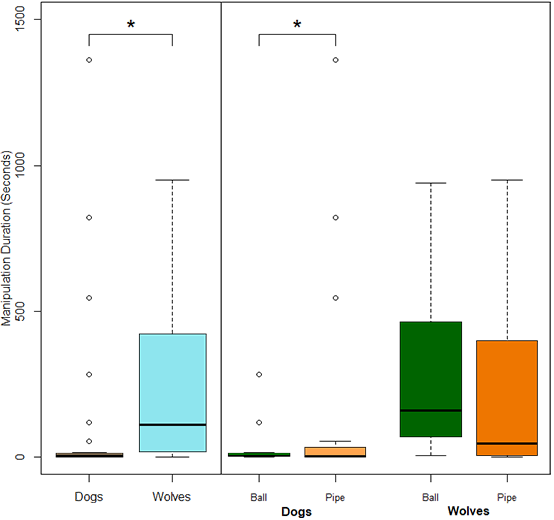 Manipulation Duration (Seconds)
1500
1000
500
0
*
*
Dogs
Wolves
Ball
Pipe
Ball
Pipe
Dogs
Wolves